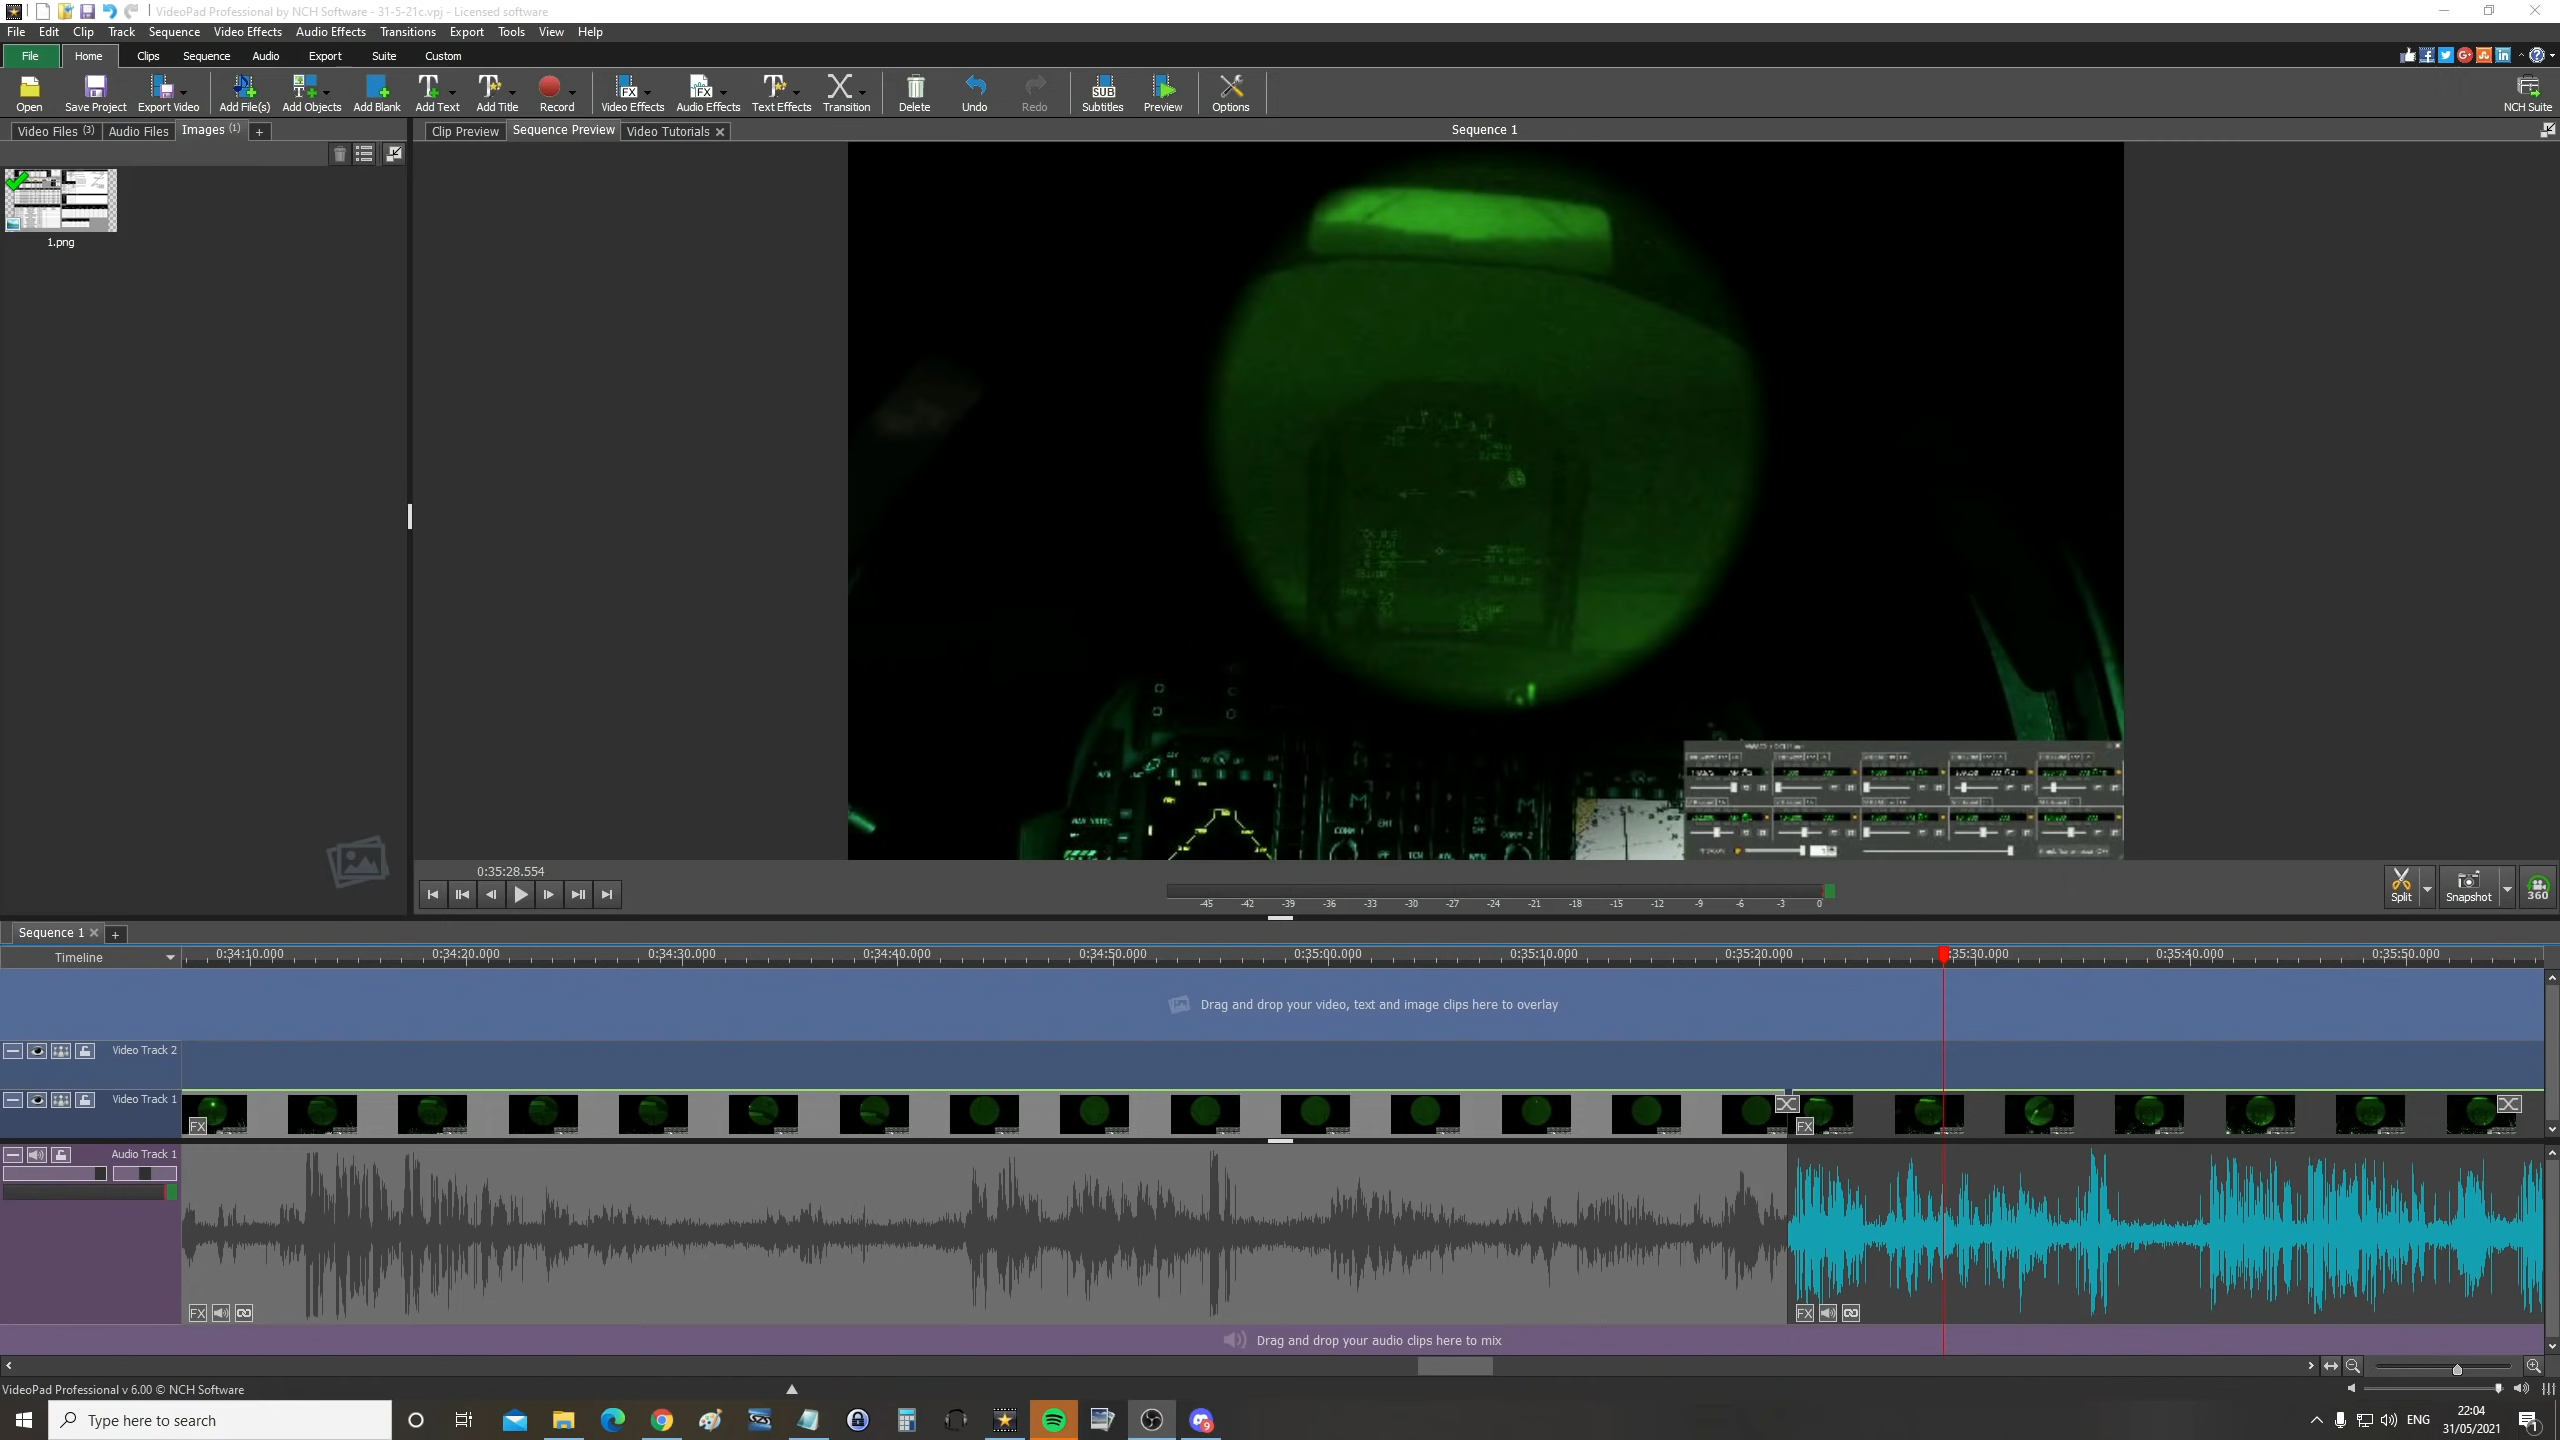 VideoPad Professional by NCH Software - 31-5-21c.vpj - Licensed software
File Edit Clip Track Sequence Video Effects Audio Effects Transitions Export Tools View Help
File Home Clips Sequence Audio Export Suite Custom
Open Save Project Export Video Add File(s) Add Objects Add Blank Add Text Add Title Record Video Effects Audio Effects Text Effects Transition Delete Undo Redo Subtitles Preview Options NCH Suite
Video Files (3) Audio Files Images (1) + Clip Preview Sequence Preview Video Tutorials Sequence 1
1.png
0:35:28.554
-45 -42 -39 -36 -33 -30 -27 -24 -21 -18 -15 -12 -9 -6 -3 0
Split Snapshot 360
Sequence 1 +
Timeline 0:34:10.000 0:34:20.000 0:34:30.000 0:34:40.000 0:34:50.000 0:35:00.000 0:35:10.000 0:35:20.000 0:35:30.000 0:35:40.000 0:35:50.000
Drag and drop your video, text and image clips here to overlay
Video Track 2
Video Track 1
FX FX
Audio Track 1
FX FX
Drag and drop your audio clips here to mix
VideoPad Professional v 6.00 © NCH Software
Type here to search
ENG
22:04
31/05/2021